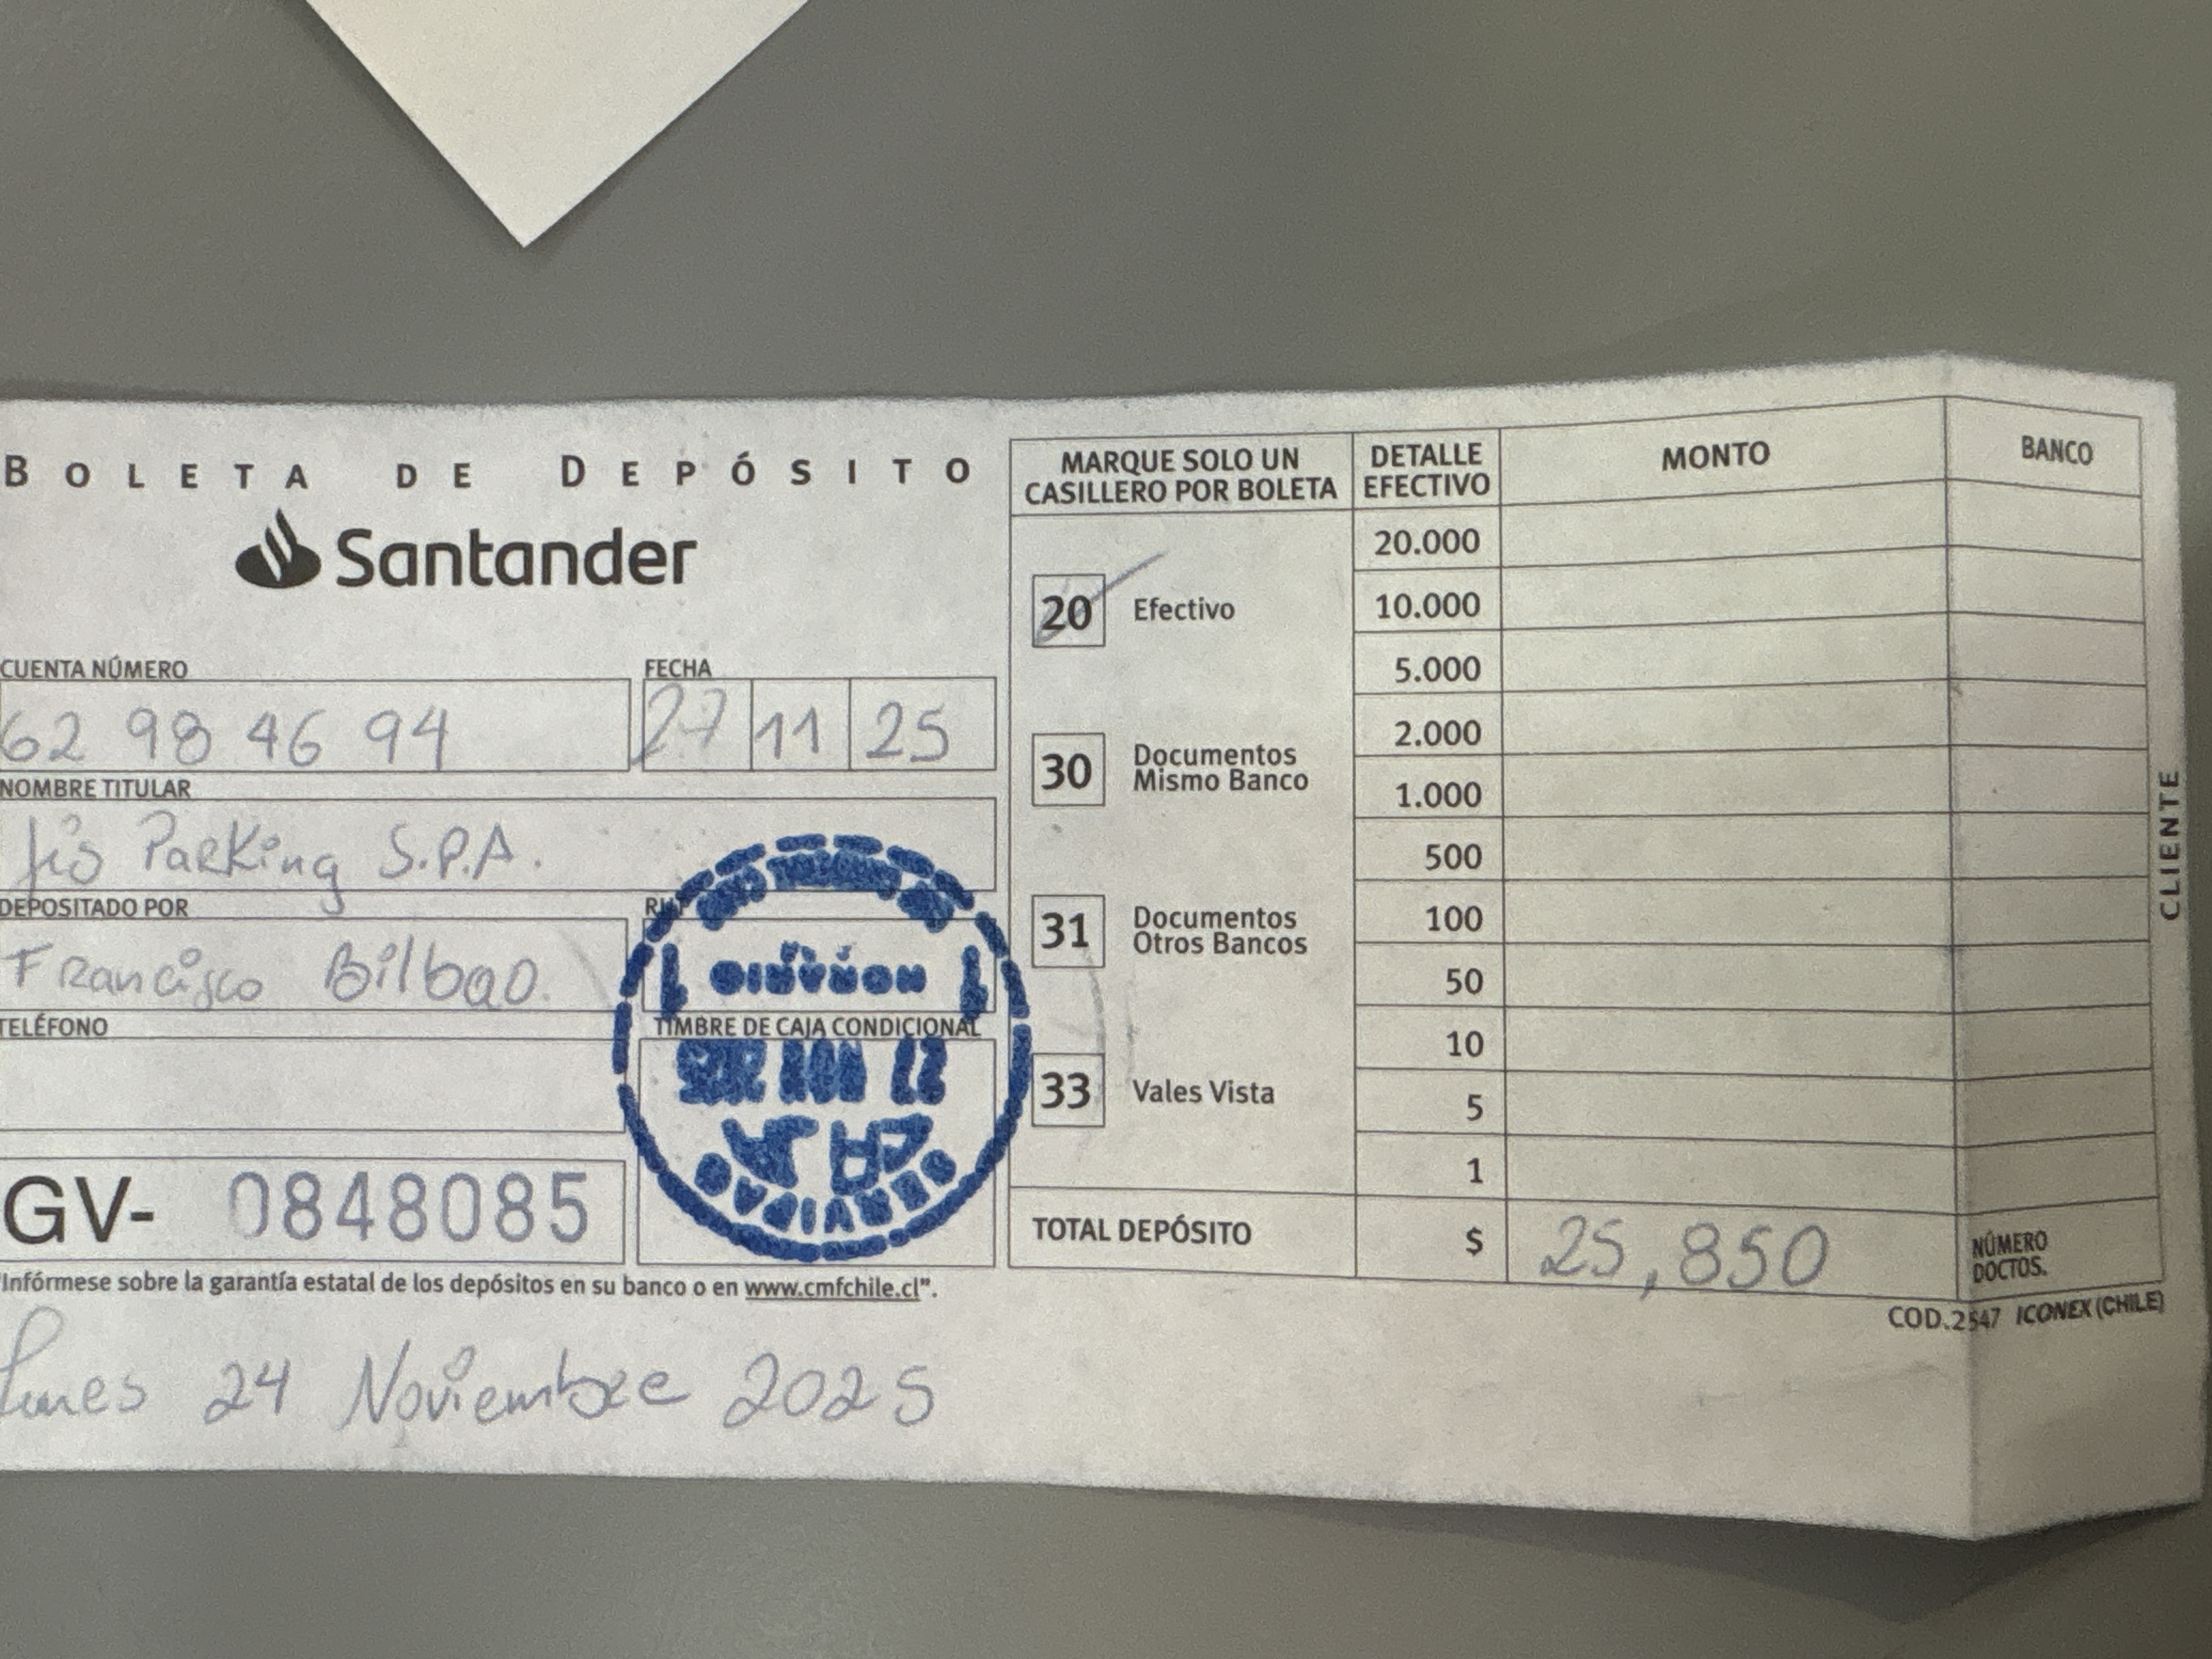 BOLETA DE DEPÓSITO
Santander
CUENTA NÚMERO
62 98 46 94
FECHA
27 11 25
NOMBRE TITULAR
Parking S.P.A.
DEPOSITADO POR
Francisco Bilbao.
RUT
TELÉFONO
TIMBRE DE CAJA CONDICIONAL
GV- 0848085
"Infórmese sobre la garantía estatal de los depósitos en su banco o en www.cmfchile.cl".
Lunes 24 Noviembre 2025
MARQUE SOLO UN CASILLERO POR BOLETA
20 Efectivo
30 Documentos Mismo Banco
31 Documentos Otros Bancos
33 Vales Vista
DETALLE EFECTIVO
MONTO
BANCO
20.000
10.000
5.000
2.000
1.000
500
100
50
10
5
1
TOTAL DEPÓSITO $ 25,850
NÚMERO DOCTOS.
CLIENTE
COD.2547 ICONEX (CHILE)